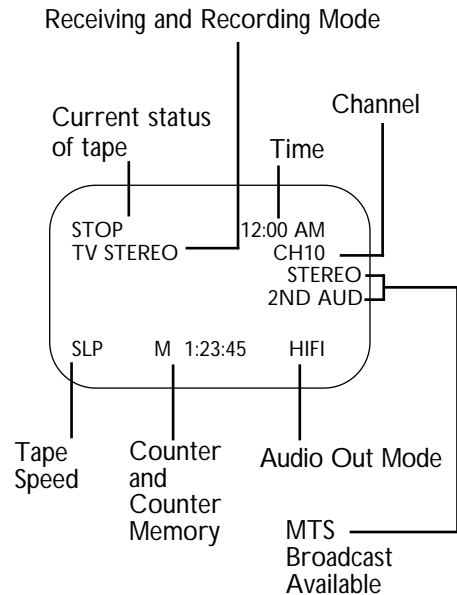 Receiving and Recording Mode
Channel
Current status
of tape
Time
STOP
12:00 AM
TV STEREO
CH10
STEREO
2ND AUD
SLP
M 1:23:45
HIFI
Tape
Speed
Counter
and
Counter
Memory
Audio Out Mode
MTS
Broadcast
Available